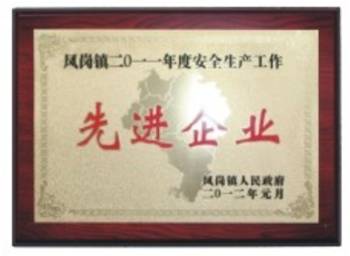 凤岗镇二〇一一年度安全生产工作
先进企业
凤岗镇人民政府
二〇一二年元月